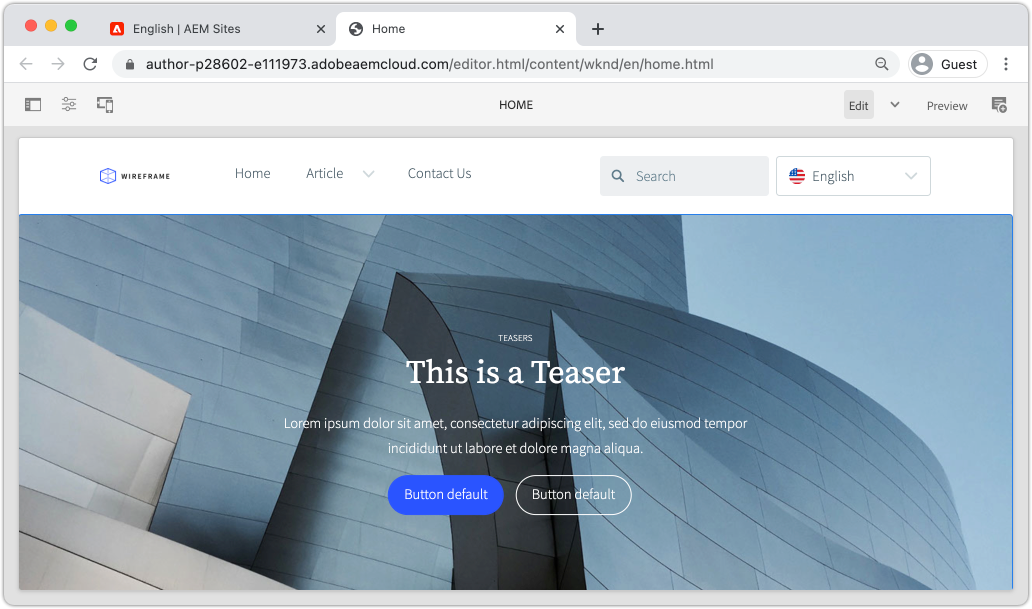 English | AEM Sites
Home
author-p28602-e111973.adobeaemcloud.com/editor.html/content/wknd/en/home.html
Guest
HOME
Edit
Preview
WIREFRAME
Home
Article
Contact Us
Search
English
TEASERS
This is a Teaser
Lorem ipsum dolor sit amet, consectetur adipiscing elit, sed do eiusmod tempor
incididunt ut labore et dolore magna aliqua.
Button default
Button default